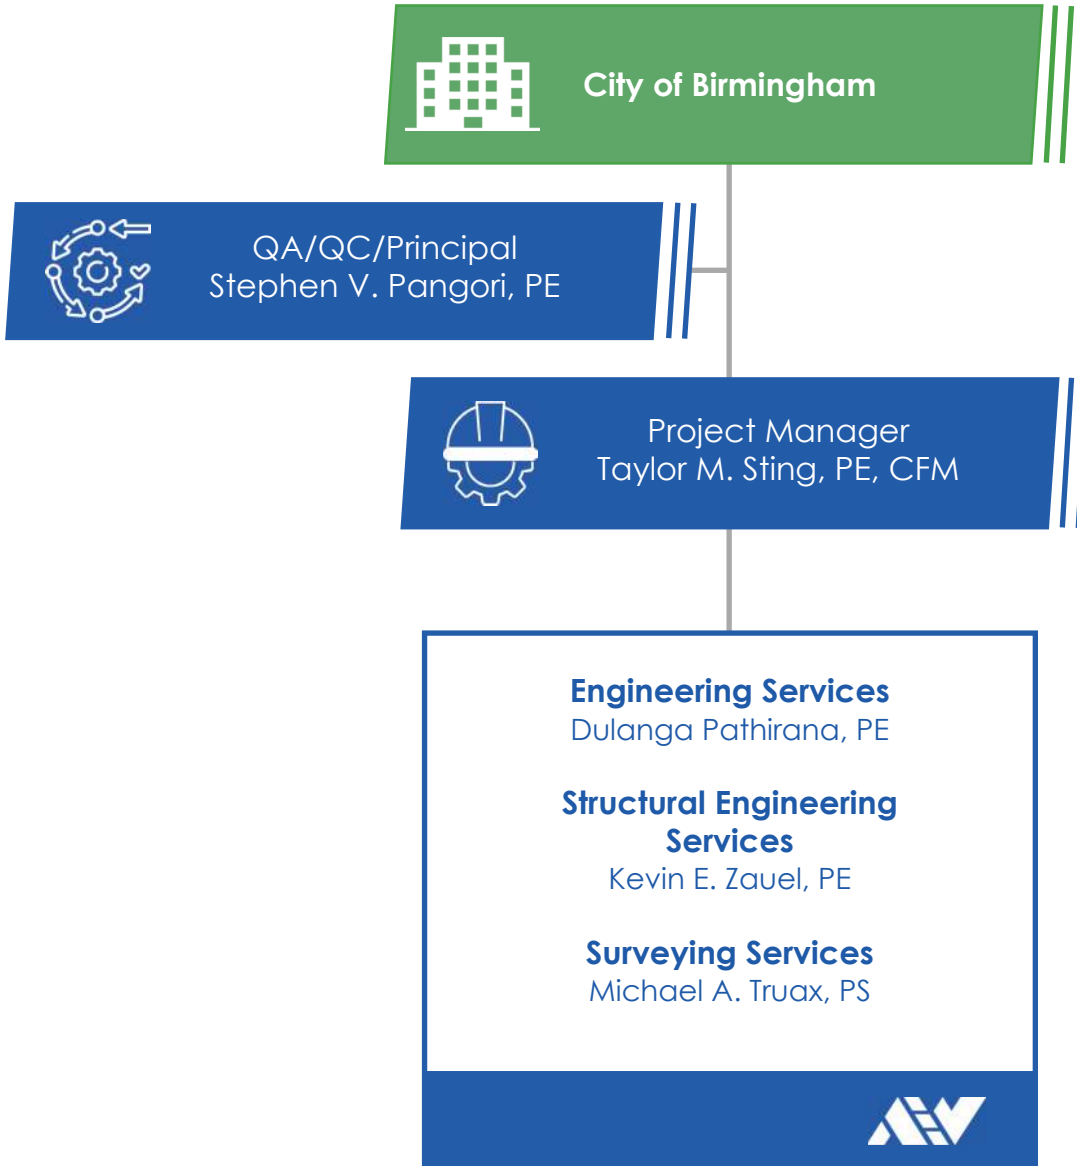 City of Birmingham
QA/QC/Principal
Stephen V. Pangori, PE
Project Manager
Taylor M. Sting, PE, CFM
Engineering Services
Dulanga Pathirana, PE
Structural Engineering
Services
Kevin E. Zauel, PE
Surveying Services
Michael A. Truax, PS
AEW